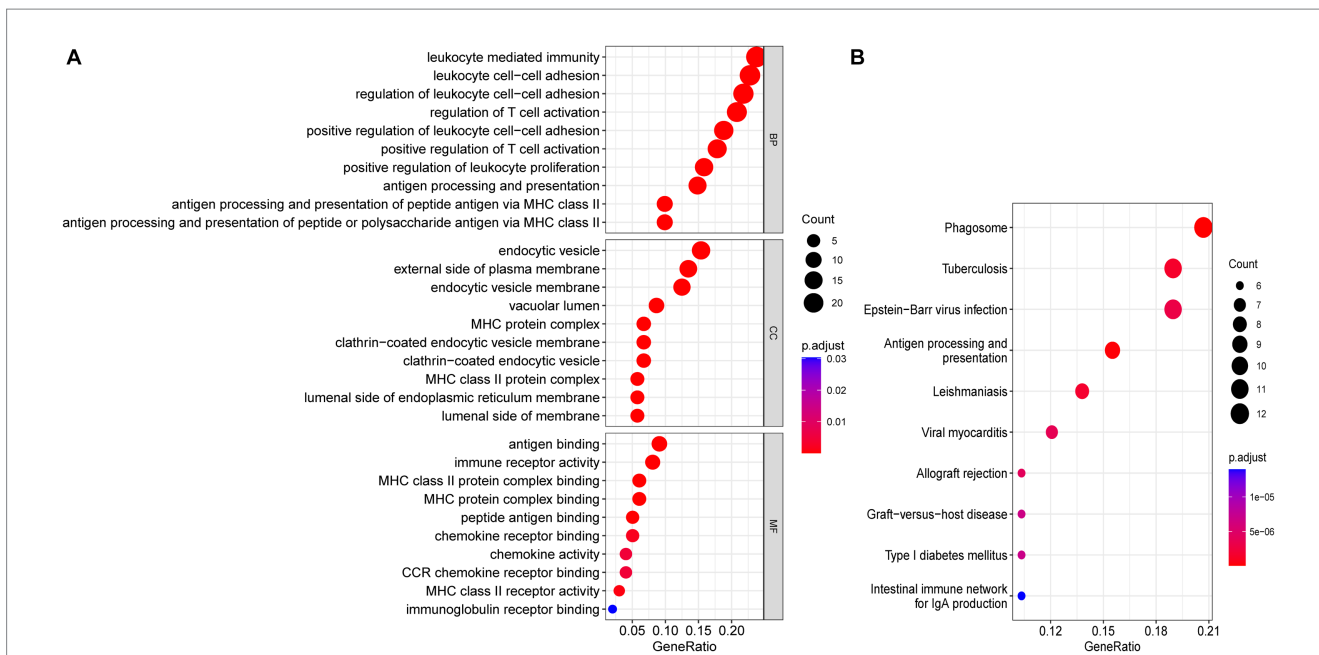 A
leukocyte mediated immunity
leukocyte cell−cell adhesion
regulation of leukocyte cell−cell adhesion
regulation of T cell activation
positive regulation of leukocyte cell−cell adhesion
positive regulation of T cell activation
positive regulation of leukocyte proliferation
antigen processing and presentation
antigen processing and presentation of peptide antigen via MHC class II
antigen processing and presentation of peptide or polysaccharide antigen via MHC class II
BP
endocytic vesicle
external side of plasma membrane
endocytic vesicle membrane
vacuolar lumen
MHC protein complex
clathrin−coated endocytic vesicle membrane
clathrin−coated endocytic vesicle
MHC class II protein complex
lumenal side of endoplasmic reticulum membrane
lumenal side of membrane
CC
antigen binding
immune receptor activity
MHC class II protein complex binding
MHC protein complex binding
peptide antigen binding
chemokine receptor binding
chemokine activity
CCR chemokine receptor binding
MHC class II receptor activity
immunoglobulin receptor binding
MF
0.05 0.10 0.15 0.20
GeneRatio
Count
5
10
15
20
p.adjust
0.03
0.02
0.01
B
Phagosome
Tuberculosis
Epstein−Barr virus infection
Antigen processing and
presentation
Leishmaniasis
Viral myocarditis
Allograft rejection
Graft−versus−host disease
Type I diabetes mellitus
Intestinal immune network
for IgA production
0.12 0.15 0.18 0.21
GeneRatio
Count
6
7
8
9
10
11
12
p.adjust
1e−05
5e−06